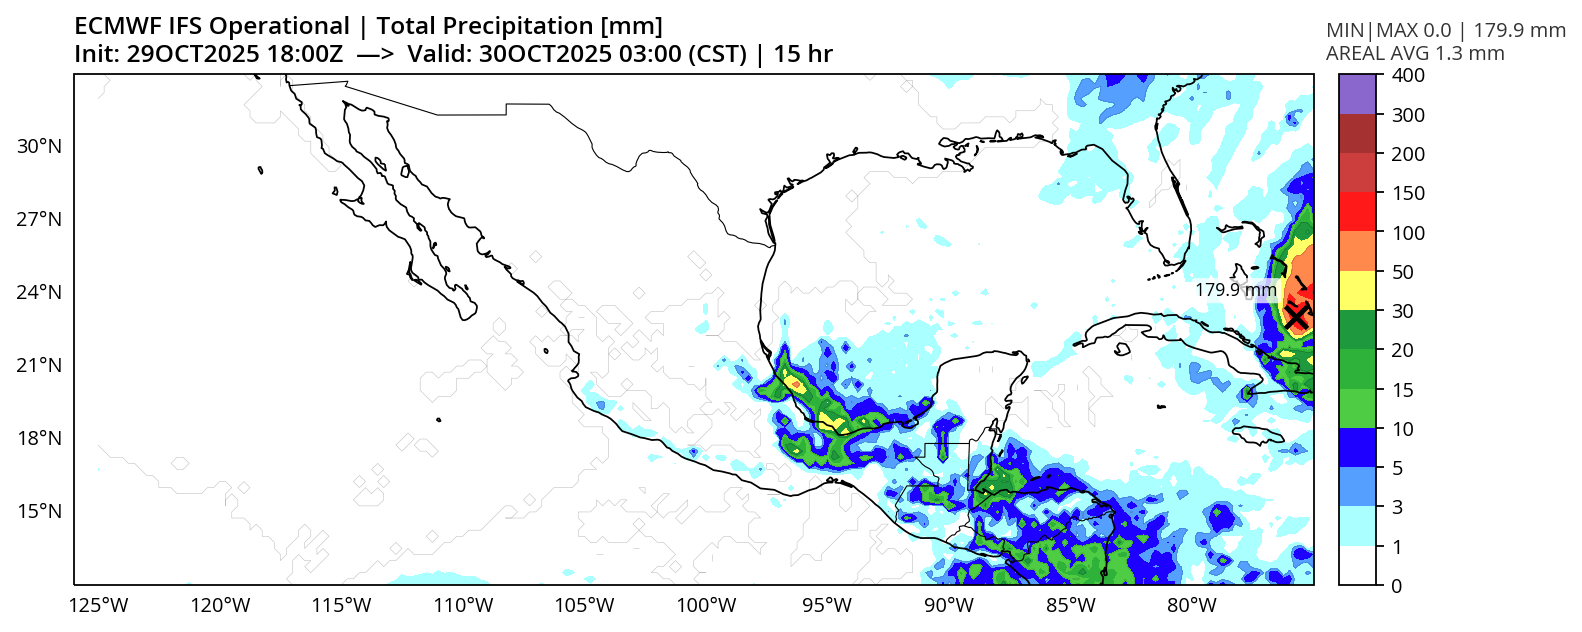 ECMWF IFS Operational | Total Precipitation [mm]
Init: 29OCT2025 18:00Z —> Valid: 30OCT2025 03:00 (CST) | 15 hr
MIN|MAX 0.0 | 179.9 mm
AREAL AVG 1.3 mm
400
300
200
150
100
50
30
20
15
10
5
3
1
0
30°N
27°N
24°N
21°N
18°N
15°N
179.9 mm
125°W
120°W
115°W
110°W
105°W
100°W
95°W
90°W
85°W
80°W